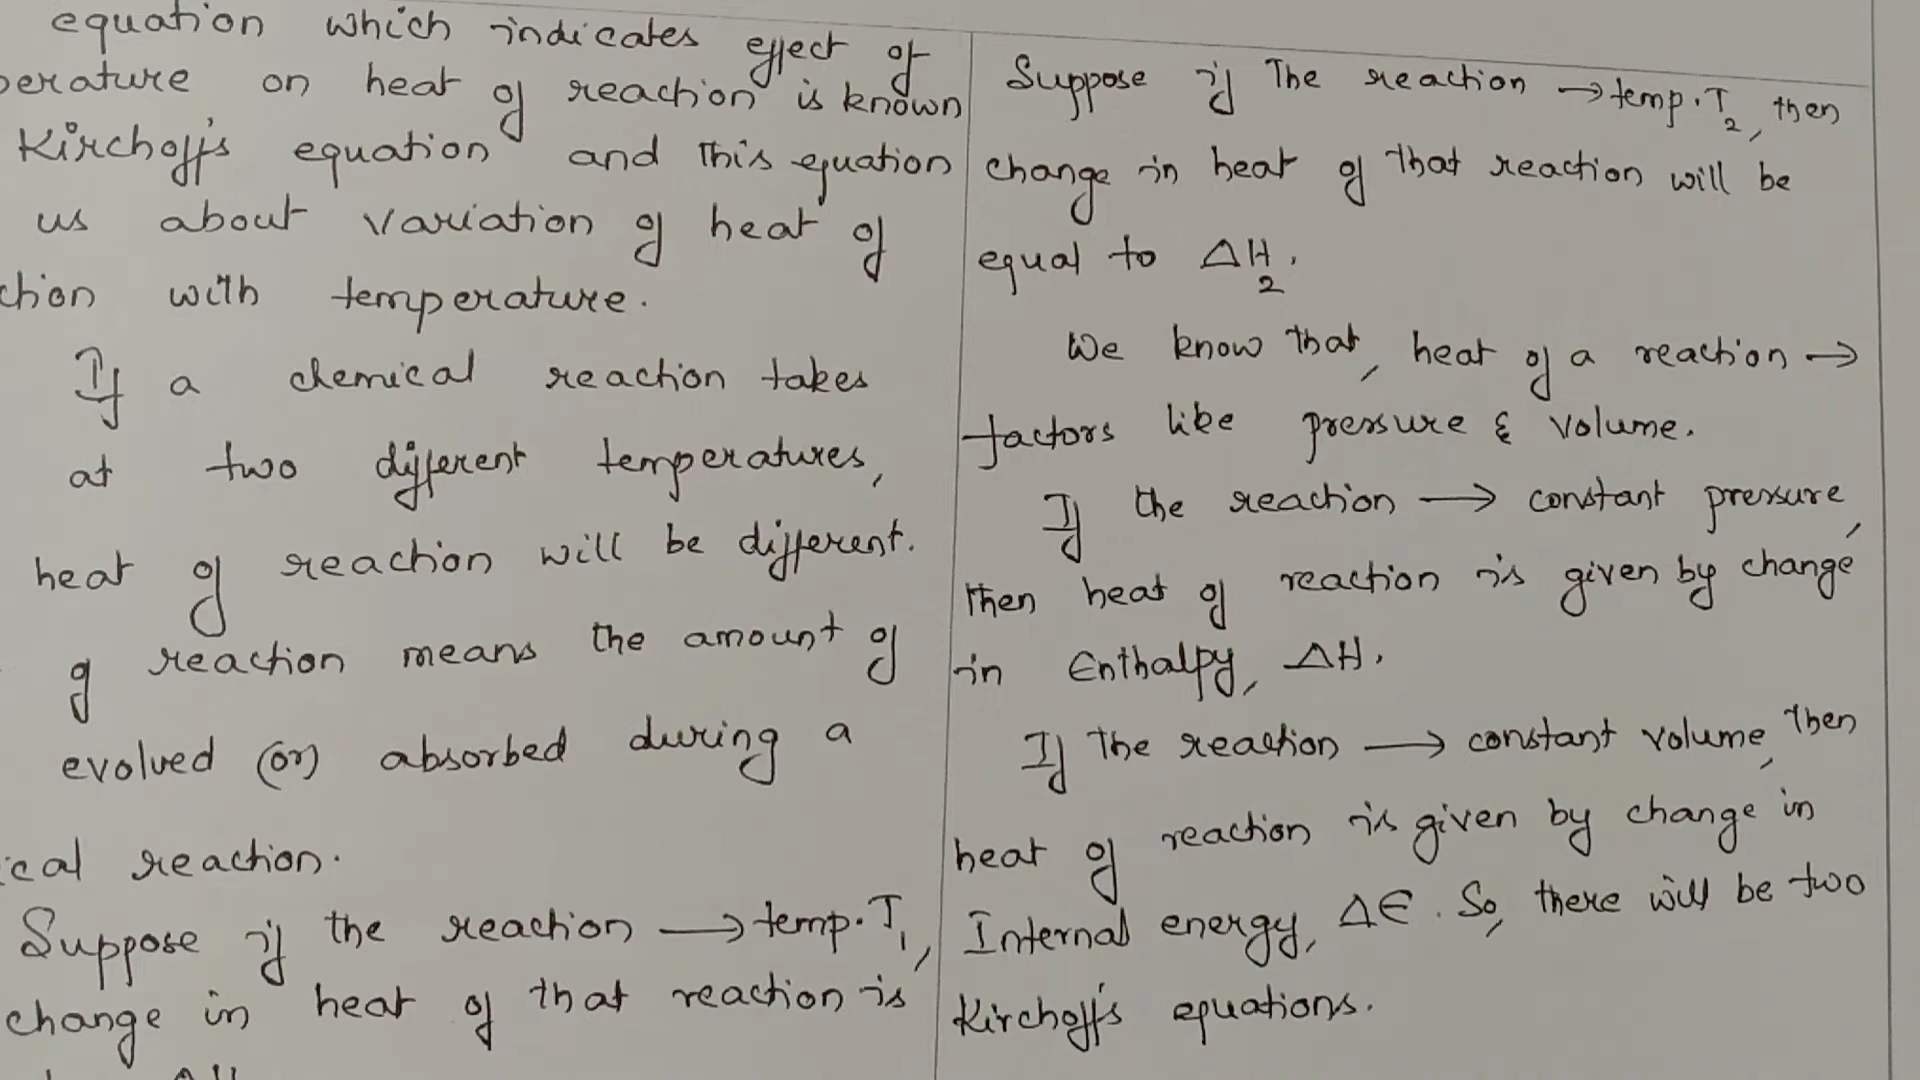 equation which indicates effect of
perature on heat of reaction is known
Kirchoff's equation and This equation
us about variation of heat of
ction with temperature.
If a chemical reaction takes
at two different temperatures,
heat of reaction will be different.
of reaction means the amount of
evolved (or) absorbed during a
ical reaction.
Suppose if the reaction → temp. T1,
change in heat of that reaction is
Suppose if The reaction → temp. T2, then
change in heat of that reaction will be
equal to ΔH2.
We know that, heat of a reaction →
factors like pressure & volume.
If the reaction → constant pressure,
then heat of reaction is given by change
in Enthalpy, ΔH.
If the reaction → constant volume, then
heat of reaction is given by change in
Internal energy, ΔE. So, there will be two
Kirchoff's equations.